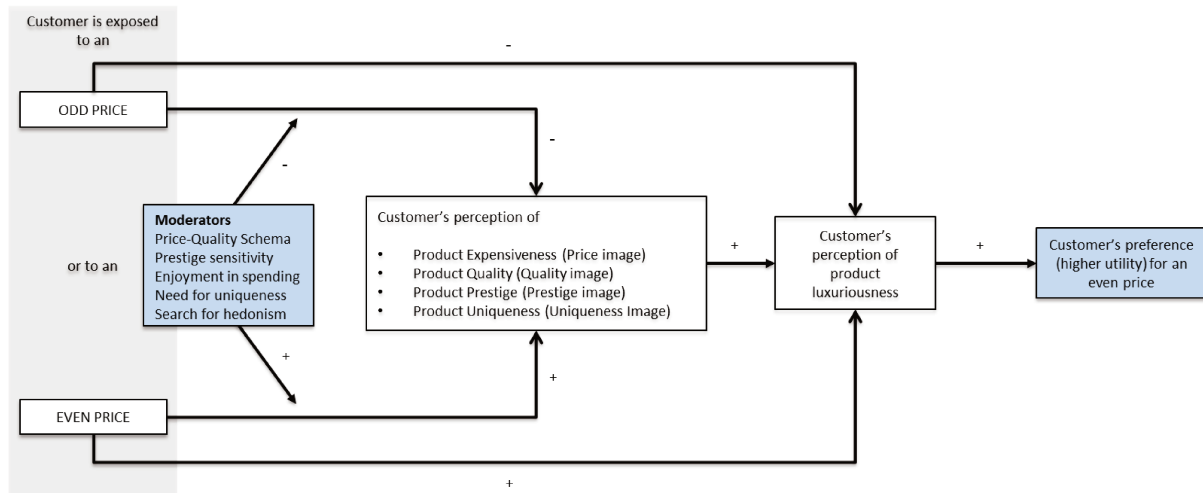 Customer is exposed
to an
-
ODD PRICE
-
-
Moderators
Price-Quality Schema
Prestige sensitivity
Enjoyment in spending
Need for uniqueness
Search for hedonism
or to an
Customer's perception of
• Product Expensiveness (Price image)
• Product Quality (Quality image)
• Product Prestige (Prestige image)
• Product Uniqueness (Uniqueness Image)
+
Customer's
perception of
product
luxuriousness
+
Customer's preference
(higher utility) for an
even price
+
+
EVEN PRICE
+